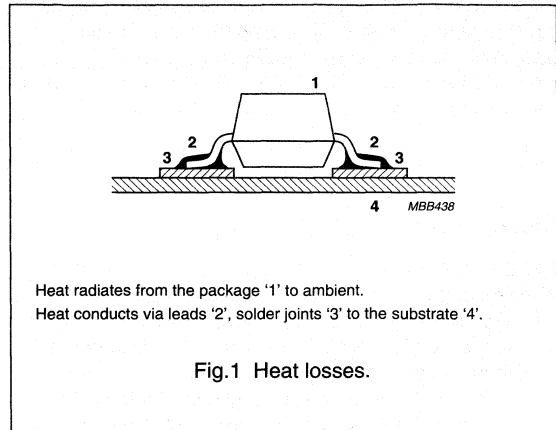 1
2 2
3 3
4 MBB438
Heat radiates from the package '1' to ambient.
Heat conducts via leads '2', solder joints '3' to the substrate '4'.
Fig.1 Heat losses.